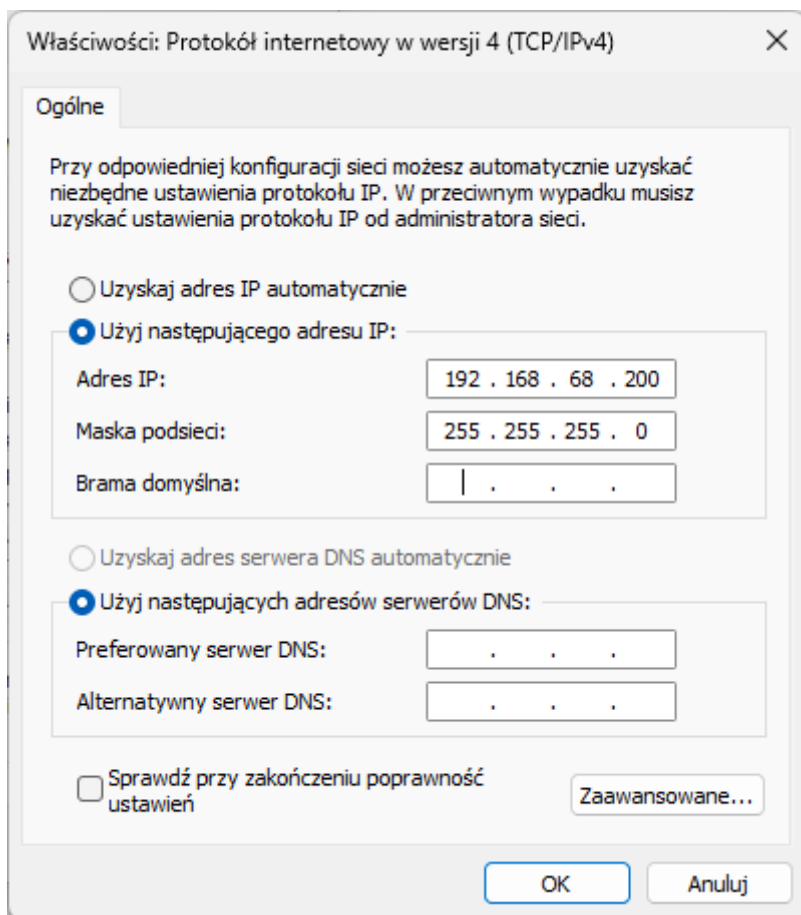 Właściwości: Protokół internetowy w wersji 4 (TCP/IPv4)
Ogólne
Przy odpowiedniej konfiguracji sieci możesz automatycznie uzyskać
niezbędne ustawienia protokołu IP. W przeciwnym wypadku musisz
uzyskać ustawienia protokołu IP od administratora sieci.
Uzyskaj adres IP automatycznie
Użyj następującego adresu IP:
Adres IP: 192 . 168 . 68 . 200
Maska podsieci: 255 . 255 . 255 . 0
Brama domyślna: . . .
Uzyskaj adres serwera DNS automatycznie
Użyj następujących adresów serwerów DNS:
Preferowany serwer DNS: . . .
Alternatywny serwer DNS: . . .
Sprawdź przy zakończeniu poprawność
ustawień
Zaawansowane...
OK Anuluj